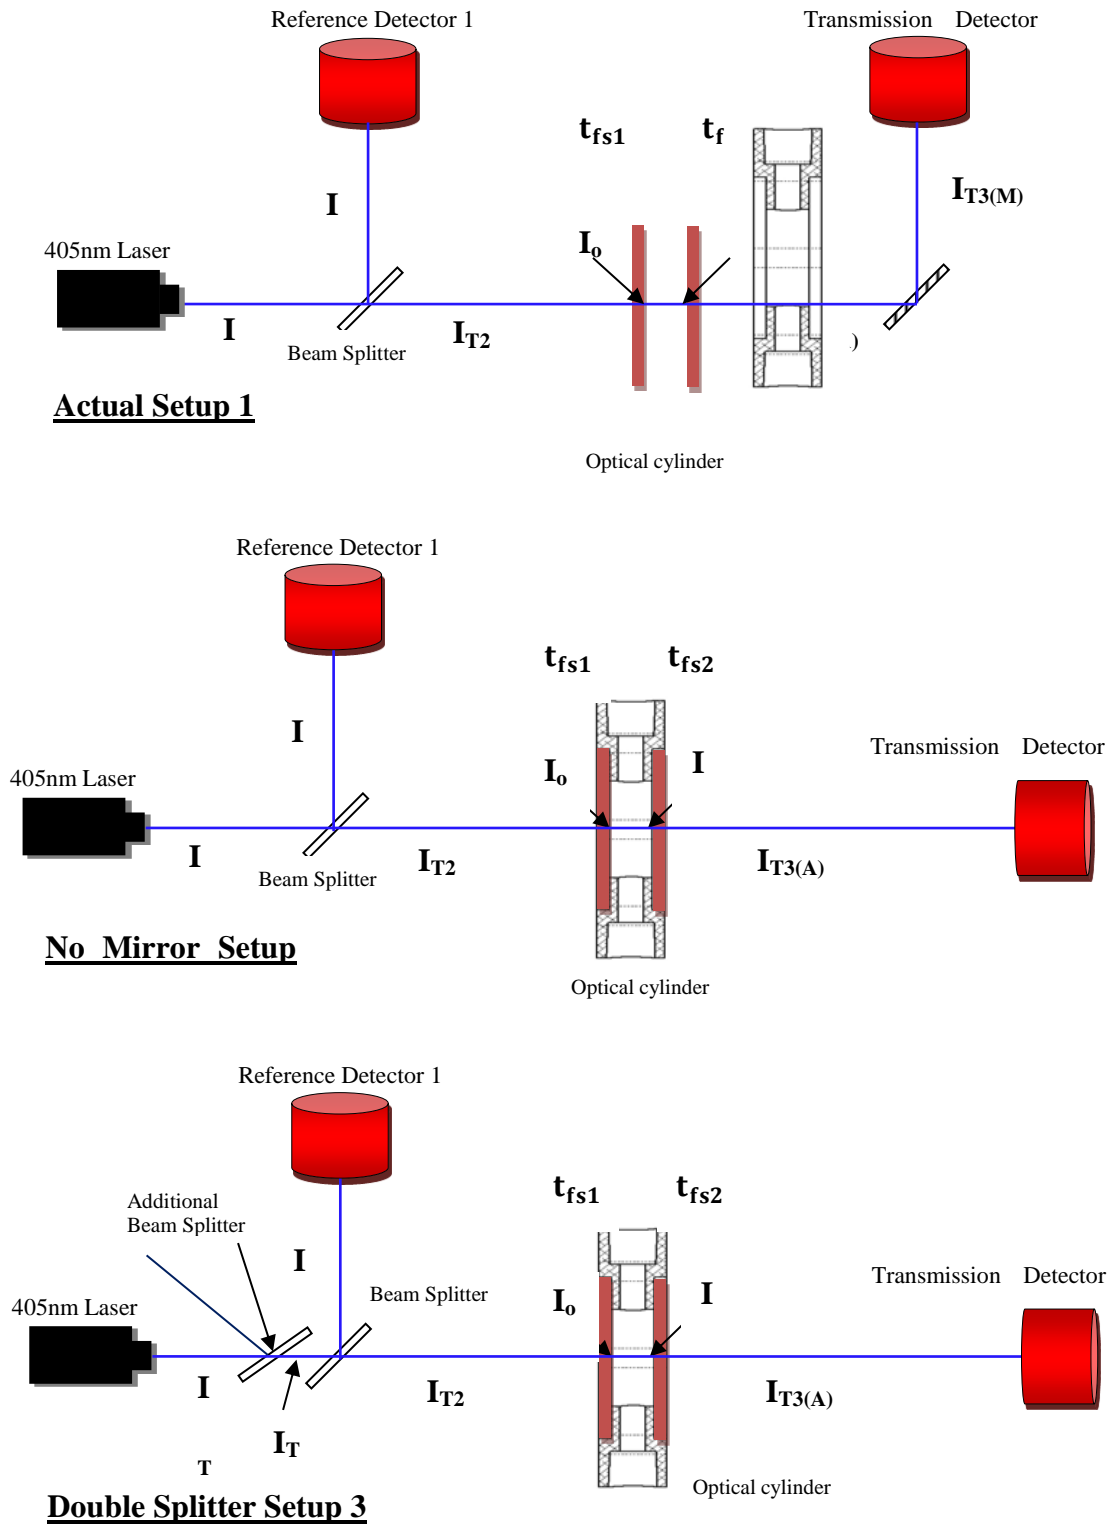 Reference Detector 1
Transmission Detector
t_fs1 t_f
I
I_T3(M)
405nm Laser
I_o
I
I_T2
Beam Splitter
)
Actual Setup 1
Optical cylinder
Reference Detector 1
t_fs1 t_fs2
I
Transmission Detector
405nm Laser
I_o I
I
I_T2
I_T3(A)
Beam Splitter
No Mirror Setup
Optical cylinder
Reference Detector 1
t_fs1 t_fs2
Additional
Beam Splitter
I
Transmission Detector
Beam Splitter
I_o I
405nm Laser
I
I_T2
I_T3(A)
I_T
T
Optical cylinder
Double Splitter Setup 3